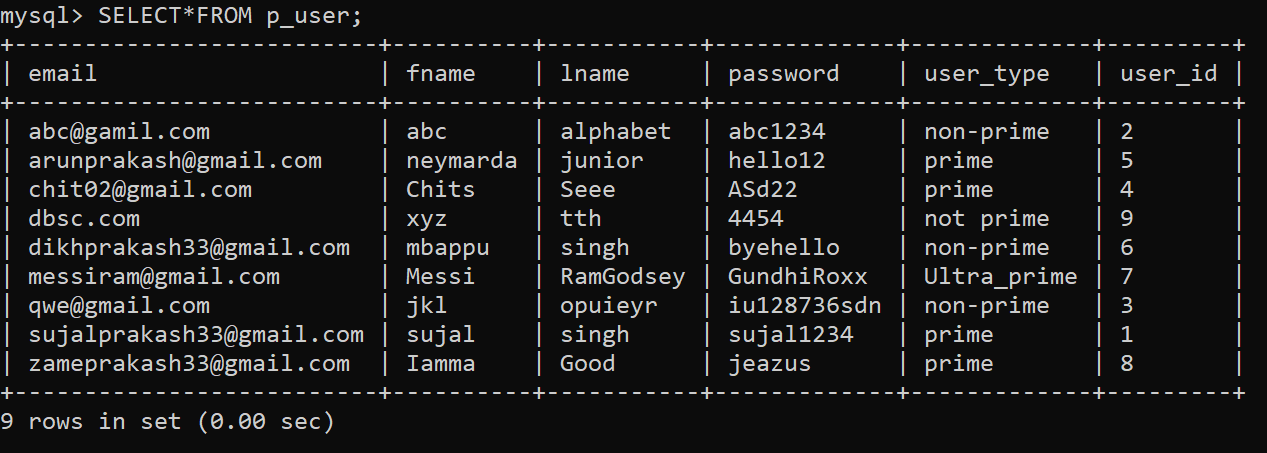 mysql> SELECT*FROM p_user;
+--------------------------+----------+-----------+-------------+-------------+---------+
| email                    | fname    | lname     | password    | user_type   | user_id |
+--------------------------+----------+-----------+-------------+-------------+---------+
| abc@gamil.com            | abc      | alphabet  | abc1234     | non-prime   | 2       |
| arunprakash@gmail.com    | neymarda | junior    | hello12     | prime       | 5       |
| chit02@gmail.com         | Chits    | Seee      | ASd22       | prime       | 4       |
| dbsc.com                 | xyz      | tth       | 4454        | not prime   | 9       |
| dikhprakash33@gmail.com  | mbappu   | singh     | byehello    | non-prime   | 6       |
| messiram@gmail.com       | Messi    | RamGodsey | GundhiRoxx  | Ultra_prime | 7       |
| qwe@gmail.com            | jkl      | opuieyr   | iu128736sdn | non-prime   | 3       |
| sujalprakash33@gmail.com | sujal    | singh     | sujal1234   | prime       | 1       |
| zameprakash33@gmail.com  | Iamma    | Good      | jeazus      | prime       | 8       |
+--------------------------+----------+-----------+-------------+-------------+---------+
9 rows in set (0.00 sec)